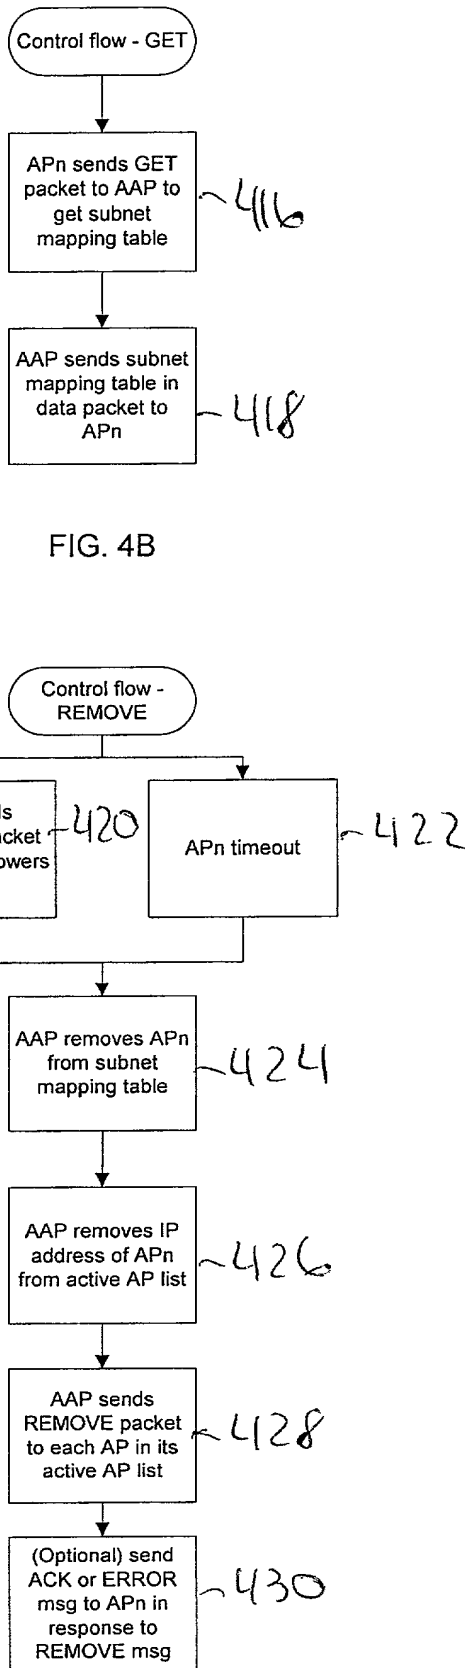 Control flow - GET
APn sends GET
packet to AAP to
get subnet
mapping table
416
AAP sends subnet
mapping table in
data packet to
APn
418
FIG. 4B
Control flow -
REMOVE
420
APn timeout
422
AAP removes APn
from subnet
mapping table
424
AAP removes IP
address of APn
from active AP list
426
AAP sends
REMOVE packet
to each AP in its
active AP list
428
(Optional) send
ACK or ERROR
msg to APn in
response to
REMOVE msg
430